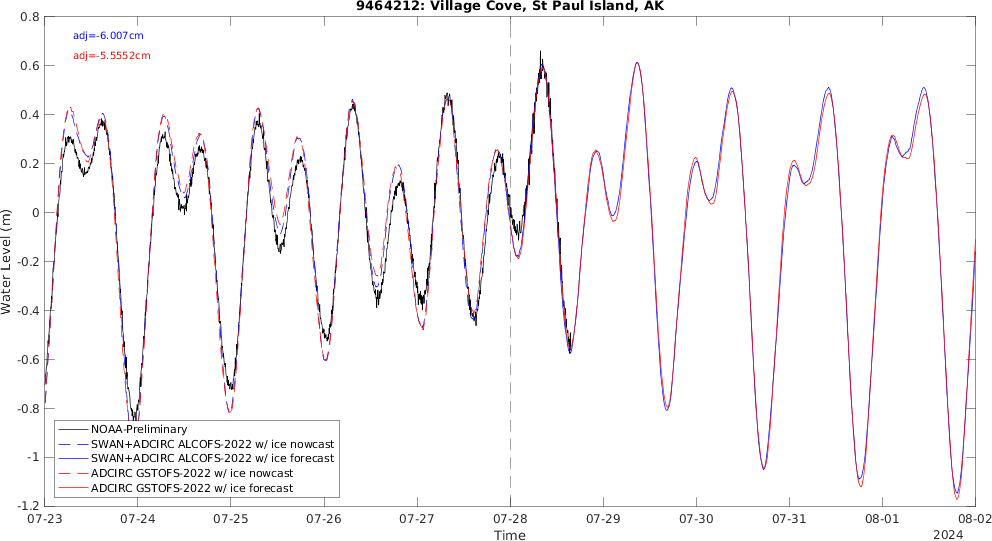 9464212: Village Cove, St Paul Island, AK
adj=-6.007cm
adj=-5.5552cm
0.8
0.6
0.4
0.2
0
-0.2
-0.4
-0.6
-0.8
-1
-1.2
Water Level (m)
NOAA-Preliminary
SWAN+ADCIRC ALCOFS-2022 w/ ice nowcast
SWAN+ADCIRC ALCOFS-2022 w/ ice forecast
ADCIRC GSTOFS-2022 w/ ice nowcast
ADCIRC GSTOFS-2022 w/ ice forecast
07-23 07-24 07-25 07-26 07-27 07-28 07-29 07-30 07-31 08-01 08-02
Time
2024